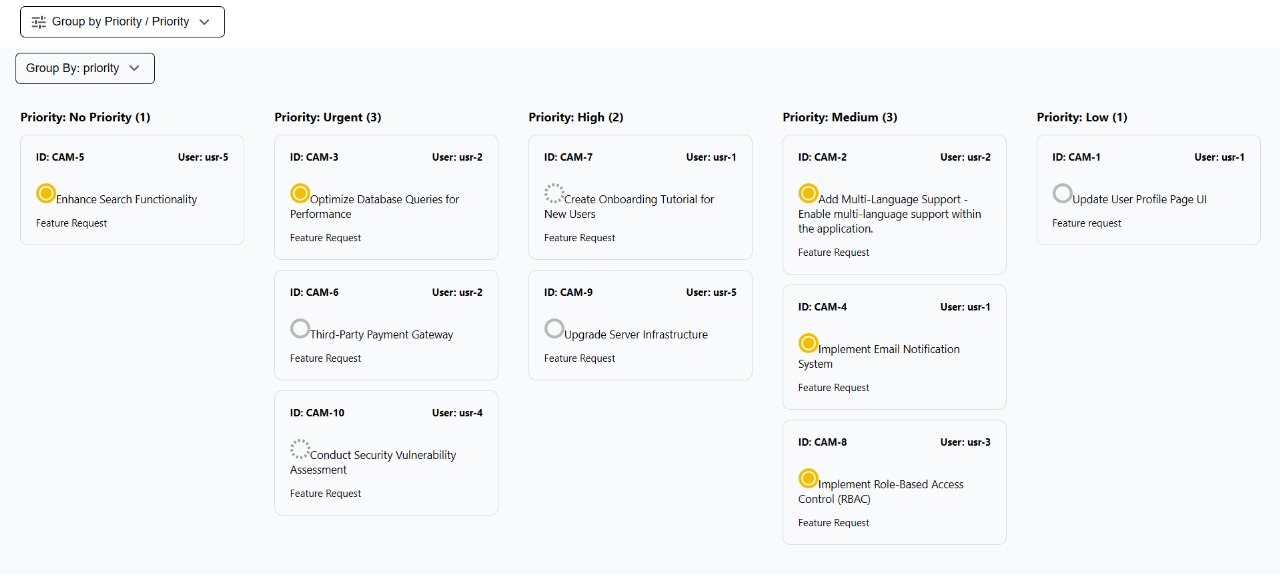 Group by Priority / Priority
Group By: priority
Priority: No Priority (1)
ID: CAM-5
User: usr-5
Enhance Search Functionality
Feature Request
Priority: Urgent (3)
ID: CAM-3
User: usr-2
Optimize Database Queries for
Performance
Feature Request
ID: CAM-6
User: usr-2
Third-Party Payment Gateway
Feature Request
ID: CAM-10
User: usr-4
Conduct Security Vulnerability
Assessment
Feature Request
Priority: High (2)
ID: CAM-7
User: usr-1
Create Onboarding Tutorial for
New Users
Feature Request
ID: CAM-9
User: usr-5
Upgrade Server Infrastructure
Feature Request
Priority: Medium (3)
ID: CAM-2
User: usr-2
Add Multi-Language Support -
Enable multi-language support within
the application.
Feature Request
ID: CAM-4
User: usr-1
Implement Email Notification
System
Feature Request
ID: CAM-8
User: usr-3
Implement Role-Based Access
Control (RBAC)
Feature Request
Priority: Low (1)
ID: CAM-1
User: usr-1
Update User Profile Page UI
Feature request